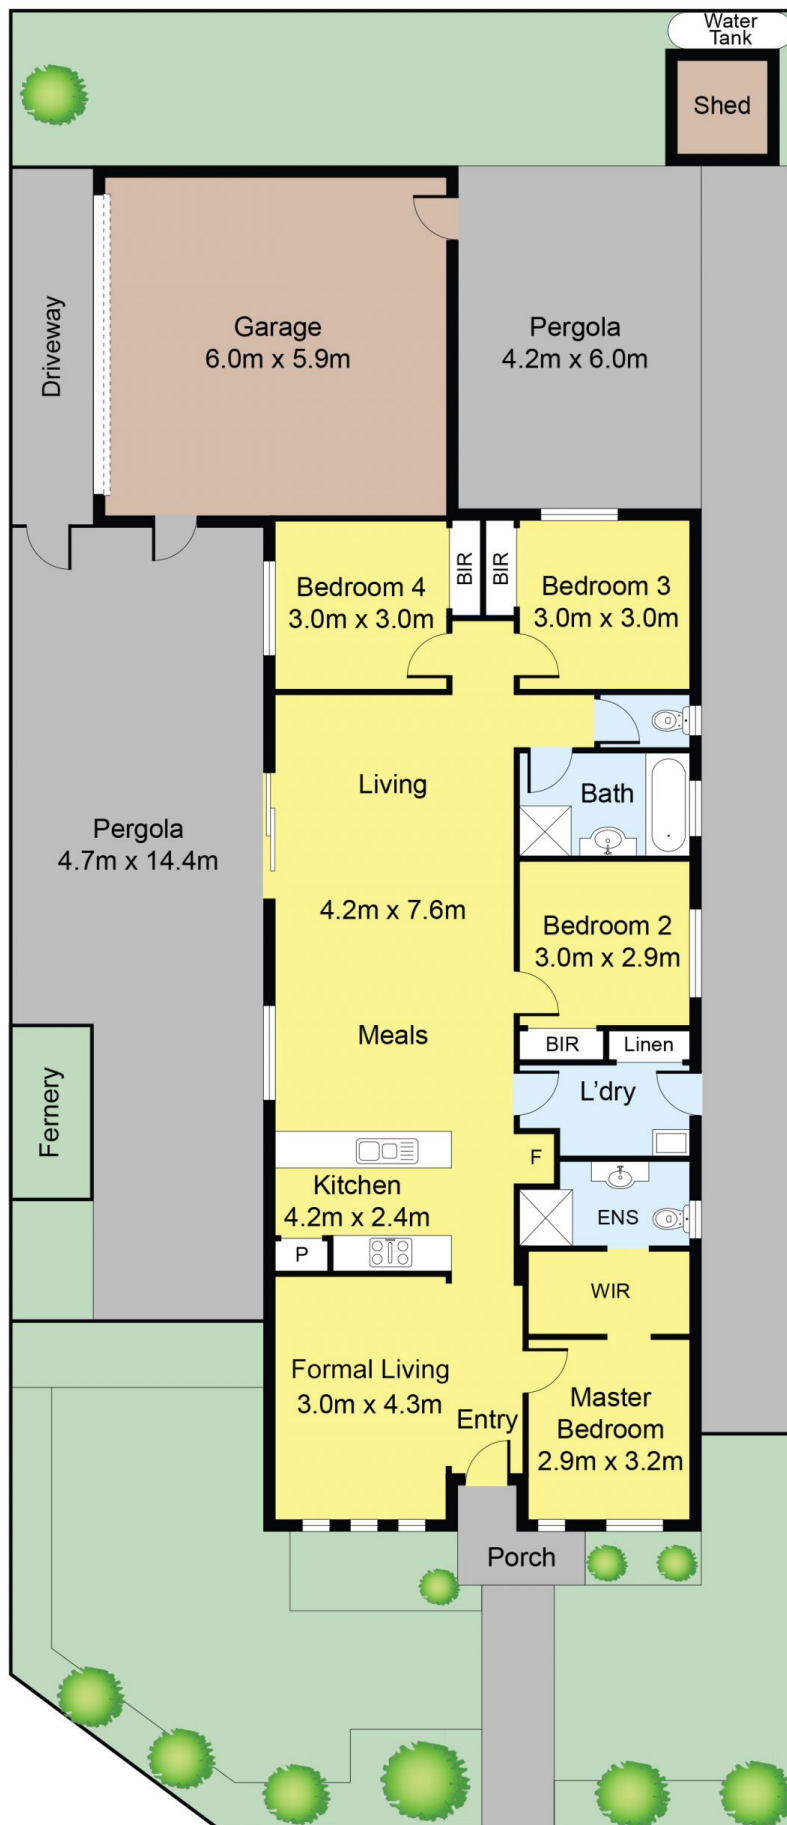 Water
Tank
Shed
Driveway
Garage
6.0m x 5.9m
Pergola
4.2m x 6.0m
Bedroom 4
3.0m x 3.0m
BIR
BIR
Bedroom 3
3.0m x 3.0m
Living
Bath
Pergola
4.7m x 14.4m
4.2m x 7.6m
Bedroom 2
3.0m x 2.9m
Meals
BIR
Linen
L'dry
Fernery
F
Kitchen
4.2m x 2.4m
ENS
P
WIR
Formal Living
3.0m x 4.3m
Entry
Master
Bedroom
2.9m x 3.2m
Porch